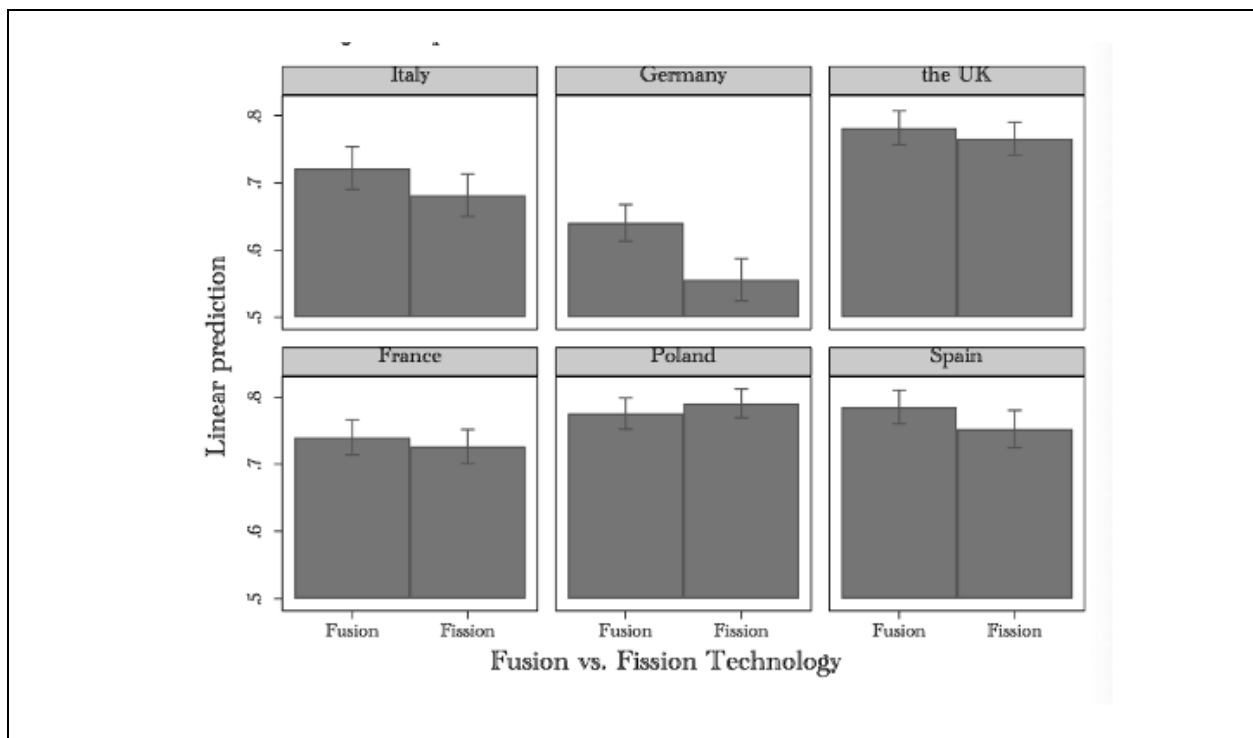 Italy Germany the UK
.8
.7
.6
.5
Linear prediction
France Poland Spain
.8
.7
.6
.5
Fusion Fission Fusion Fission Fusion Fission
Fusion vs. Fission Technology